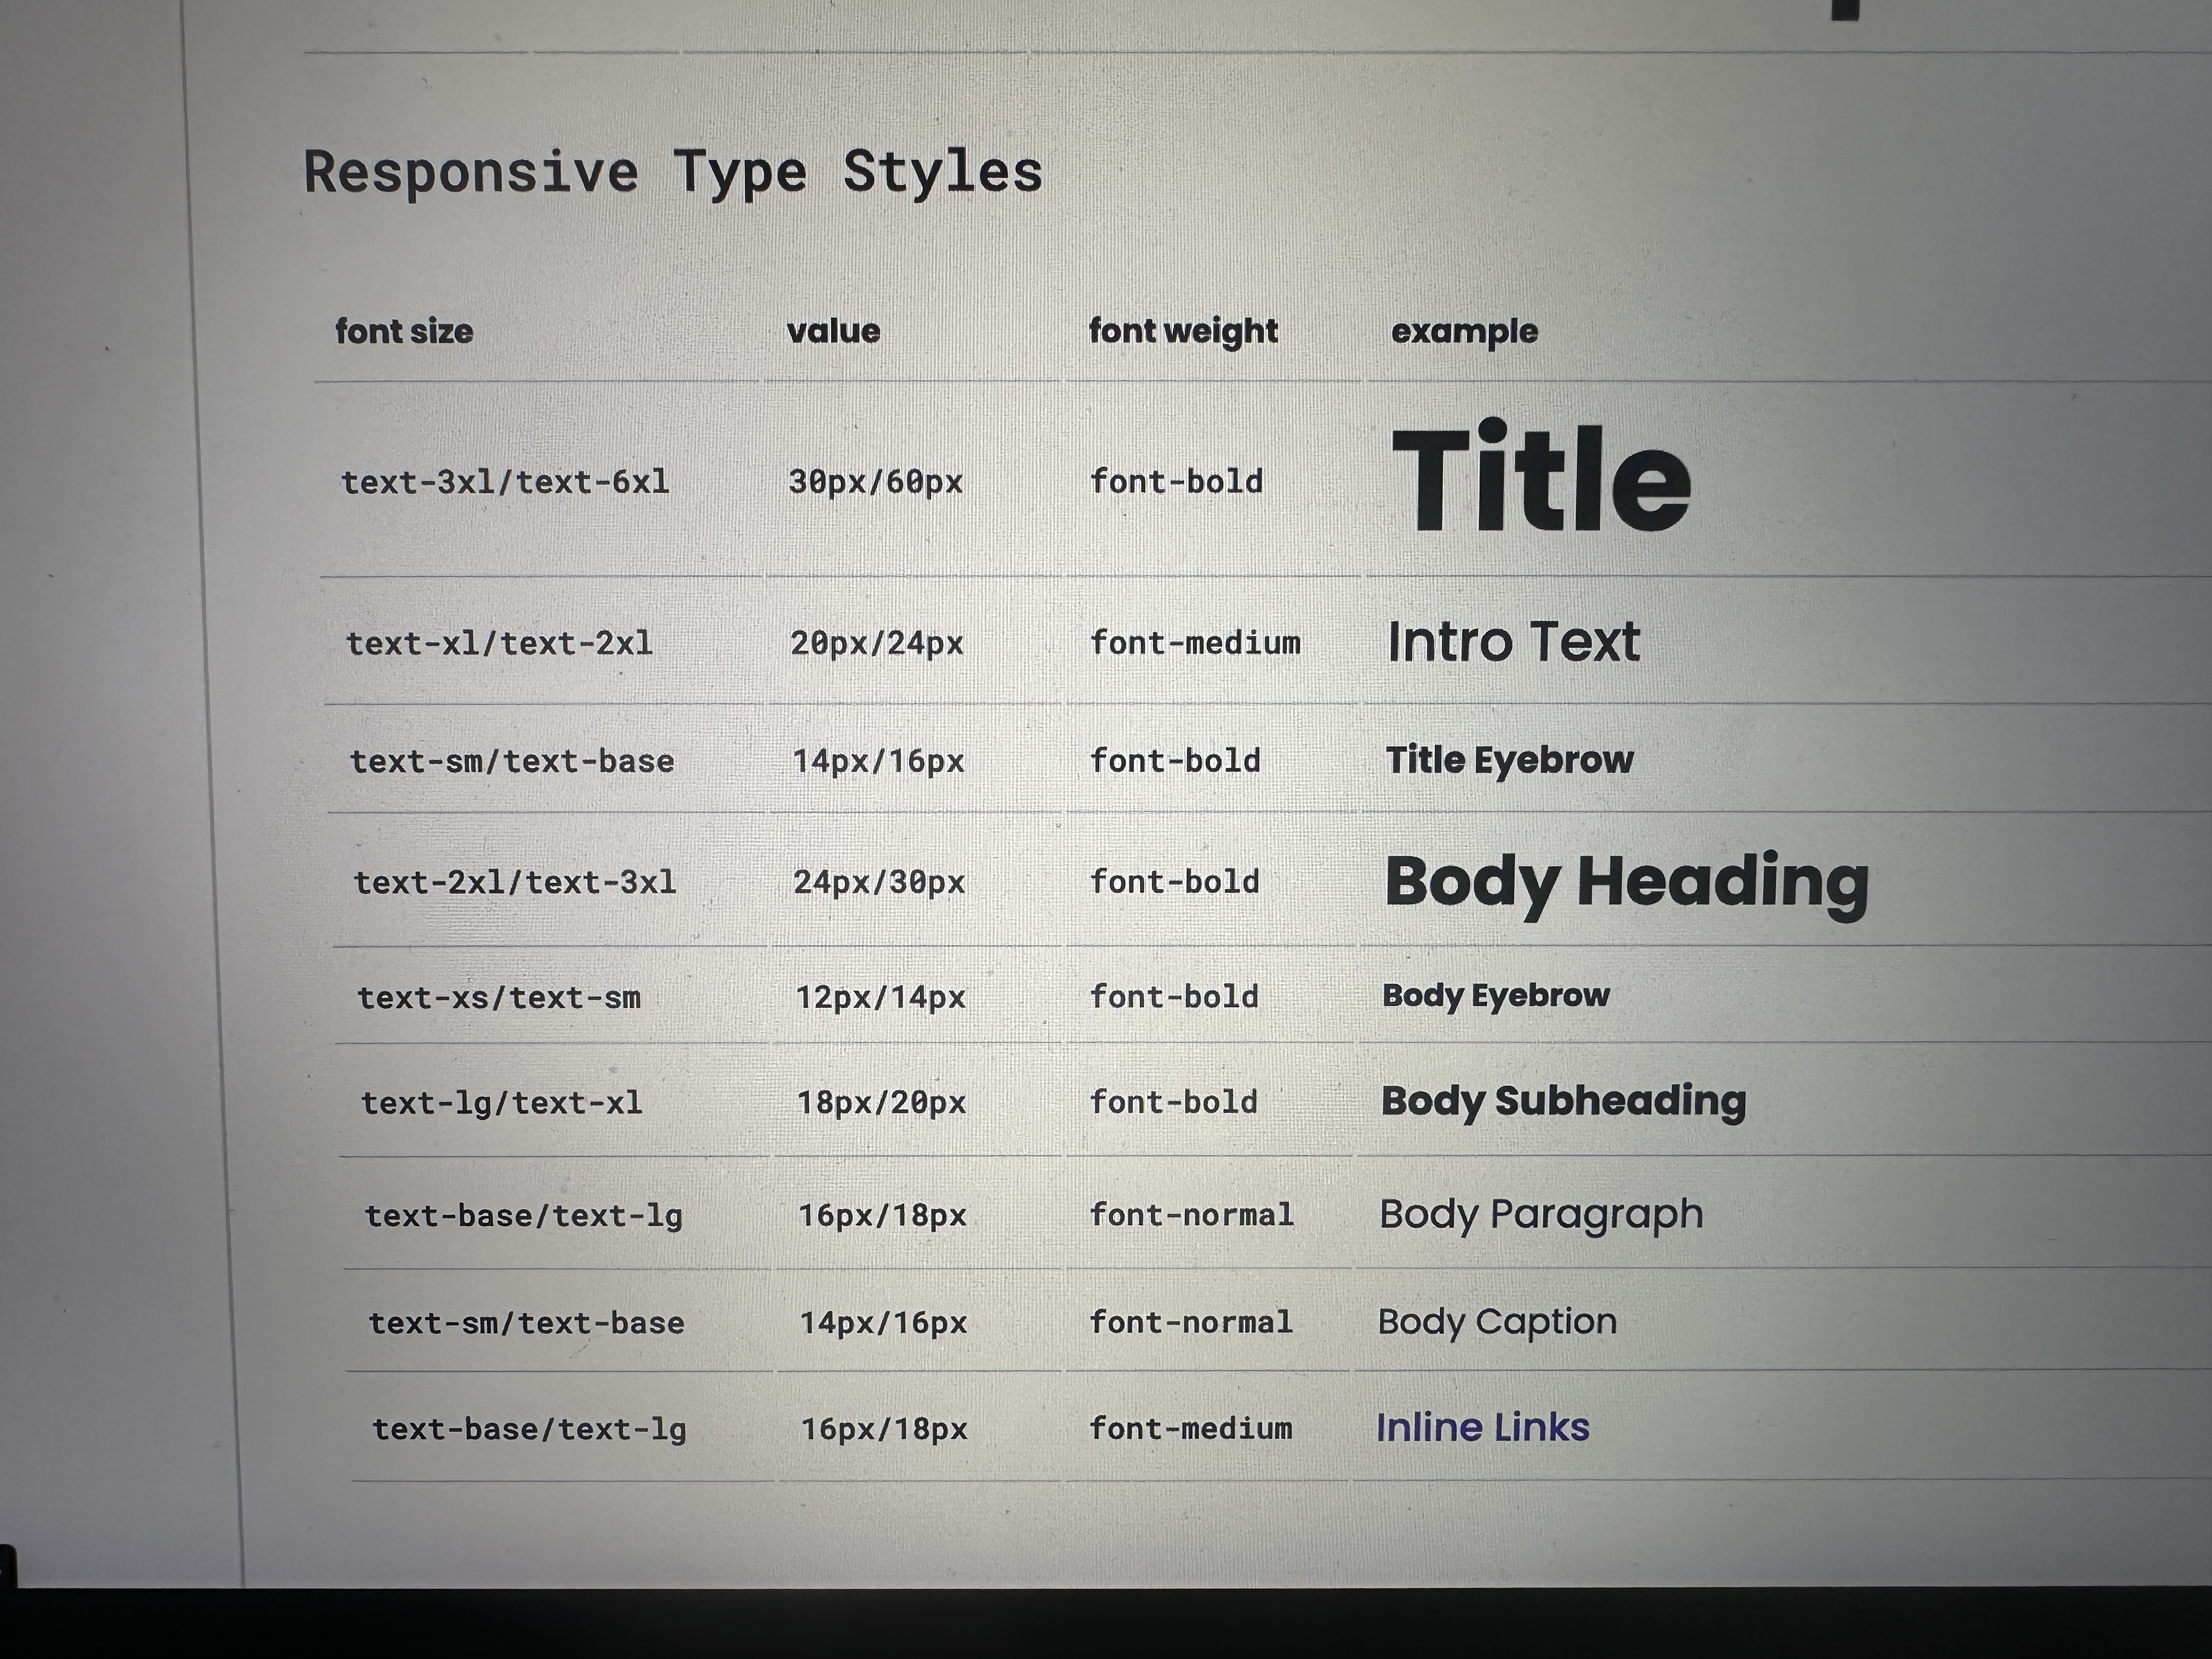 Responsive Type Styles
font size value font weight example
text-3xl/text-6xl 30px/60px font-bold Title
text-xl/text-2xl 20px/24px font-medium Intro Text
text-sm/text-base 14px/16px font-bold Title Eyebrow
text-2xl/text-3xl 24px/30px font-bold Body Heading
text-xs/text-sm 12px/14px font-bold Body Eyebrow
text-lg/text-xl 18px/20px font-bold Body Subheading
text-base/text-lg 16px/18px font-normal Body Paragraph
text-sm/text-base 14px/16px font-normal Body Caption
text-base/text-lg 16px/18px font-medium Inline Links